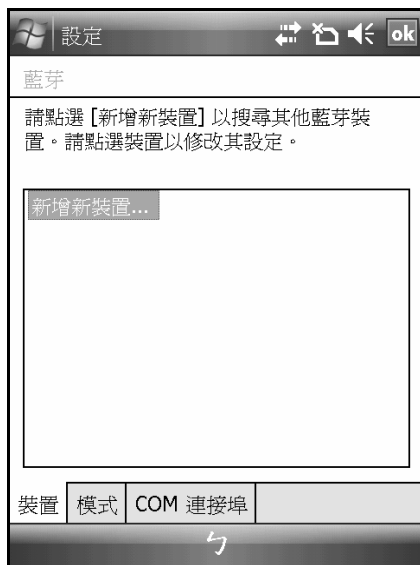 設定 ok
藍芽
請點選 [新增新裝置] 以搜尋其他藍芽裝
置。請點選裝置以修改其設定。
新增新裝置...
裝置 模式 COM 連接埠
ㄅ